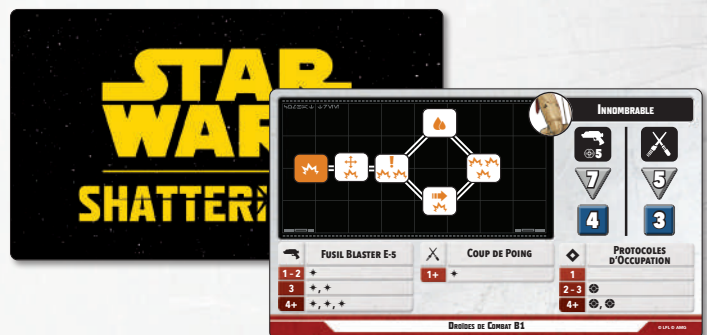 STAR
WAR
SHATTER
INNOMBRABLE
5
7
5
4
3
FUSIL BLASTER E-5
1 - 2
3
4+
COUP DE POING
1+
PROTOCOLES
D'OCCUPATION
1
2 - 3
4+
DROÏDES DE COMBAT B1
© LFL © AMG